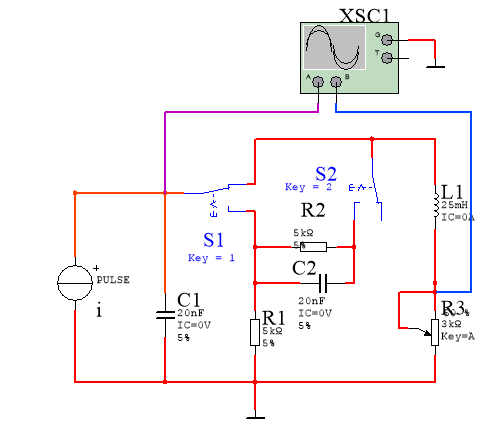 XSC1
G
T
A
B
S2
Key = 2
L1
25mH
IC=0A
R2
5kΩ
5%
S1
Key = 1
C2
20nF
IC=0V
5%
PULSE
i
C1
20nF
IC=0V
5%
R1
5kΩ
5%
R3
3kΩ
Key=A